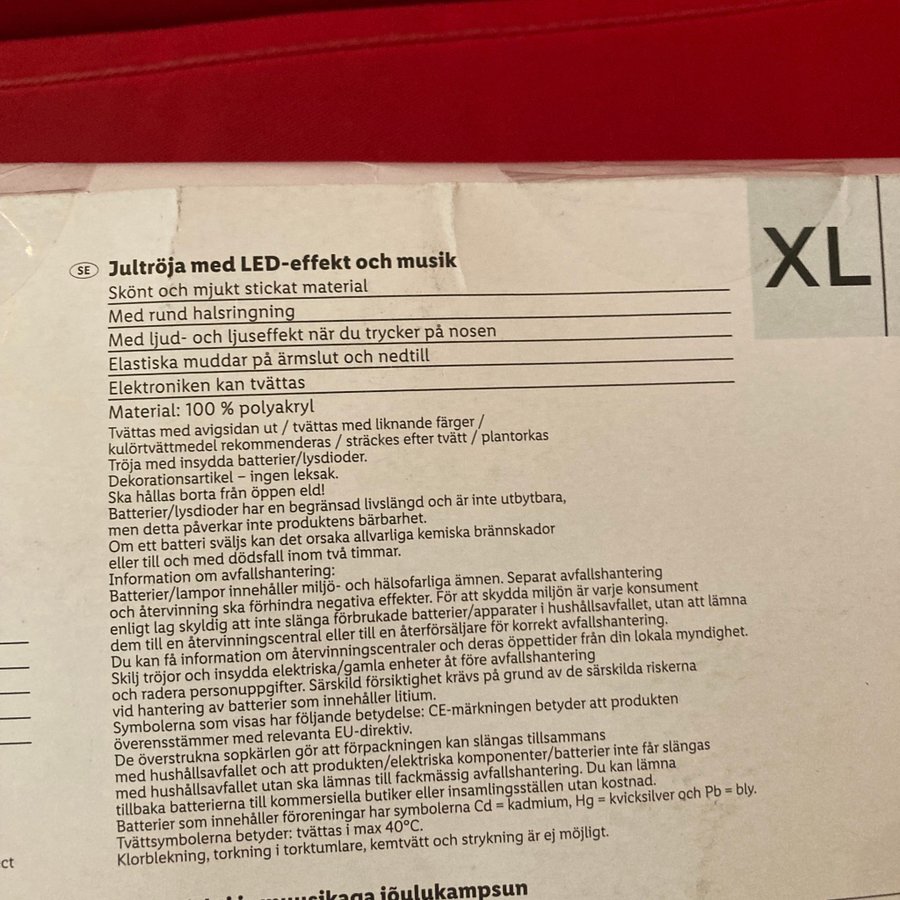 XL
SE Jultröja med LED-effekt och musik
Skönt och mjukt stickat material
Med rund halsringning
Med ljud- och ljuseffekt när du trycker på nosen
Elastiska muddar på ärmslut och nedtill
Elektroniken kan tvättas
Material: 100 % polyakryl
Tvättas med avigsidan ut / tvättas med liknande färger /
kulörtvättmedel rekommenderas / sträckes efter tvätt / plantorkas
Tröja med insydda batterier/lysdioder.
Dekorationsartikel – ingen leksak.
Ska hållas borta från öppen eld!
Batterier/lysdioder har en begränsad livslängd och är inte utbytbara,
men detta påverkar inte produktens bärbarhet.
Om ett batteri sväljs kan det orsaka allvarliga kemiska brännskador
eller till och med dödsfall inom två timmar.
Information om avfallshantering:
Batterier/lampor innehåller miljö- och hälsofarliga ämnen. Separat avfallshantering
och återvinning ska förhindra negativa effekter. För att skydda miljön är varje konsument
enligt lag skyldig att inte slänga förbrukade batterier/apparater i hushållsavfallet, utan att lämna
dem till en återvinningscentral eller till en återförsäljare för korrekt avfallshantering.
Du kan få information om återvinningscentraler och deras öppettider från din lokala myndighet.
Skilj tröjor och insydda elektriska/gamla enheter åt före avfallshantering
och radera personuppgifter. Särskild försiktighet krävs på grund av de särskilda riskerna
vid hantering av batterier som innehåller litium.
Symbolerna som visas har följande betydelse: CE-märkningen betyder att produkten
överensstämmer med relevanta EU-direktiv.
De överstrukna sopkärlen gör att förpackningen kan slängas tillsammans
med hushållsavfallet och att produkten/elektriska komponenter/batterier inte får slängas
med hushållsavfallet utan ska lämnas till fackmässig avfallshantering. Du kan lämna
tillbaka batterierna till kommersiella butiker eller insamlingsställen utan kostnad.
Batterier som innehåller föroreningar har symbolerna Cd = kadmium, Hg = kvicksilver och Pb = bly.
Tvättsymbolerna betyder: tvättas i max 40°C.
Klorblekning, torkning i torktumlare, kemtvätt och strykning är ej möjligt.
ct
jõulukampsun